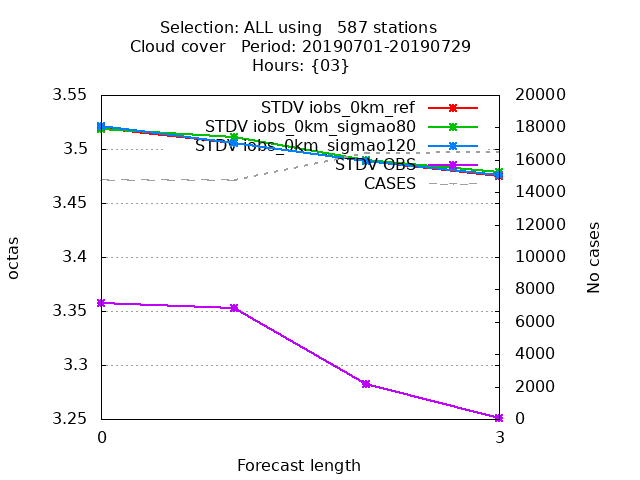 Selection: ALL using   587 stations
Cloud cover   Period: 20190701-20190729
Hours: {03}
3.55
3.5
3.45
3.4
3.35
3.3
3.25
octas
STDV iobs_0km_ref
STDV iobs_0km_sigmao80
STDV iobs_0km_sigmao120
STDV OBS
CASES
20000
18000
16000
14000
12000
10000
8000
6000
4000
2000
0
No cases
0
3
Forecast length